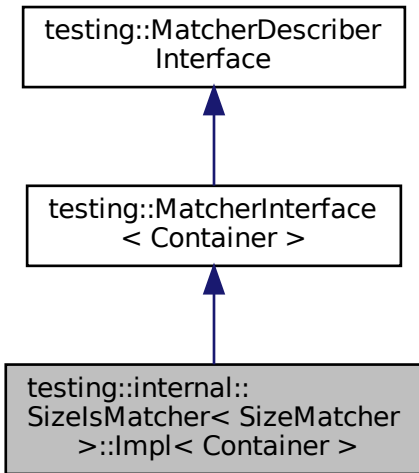 testing::MatcherDescriber
Interface
testing::MatcherInterface
< Container >
testing::internal::
SizeIsMatcher< SizeMatcher
>::Impl< Container >